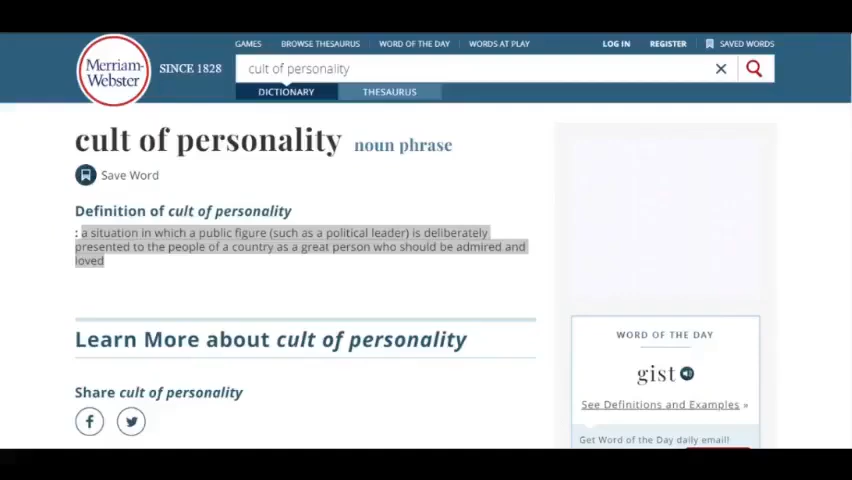 GAMES BROWSE THESAURUS WORD OF THE DAY WORDS AT PLAY LOG IN REGISTER SAVED WORDS
Merriam-
Webster
SINCE 1828
cult of personality
DICTIONARY THESAURUS
cult of personality noun phrase
Save Word
Definition of cult of personality
: a situation in which a public figure (such as a political leader) is deliberately
presented to the people of a country as a great person who should be admired and
loved
Learn More about cult of personality
Share cult of personality
WORD OF THE DAY
gist
See Definitions and Examples »
Get Word of the Day daily email!